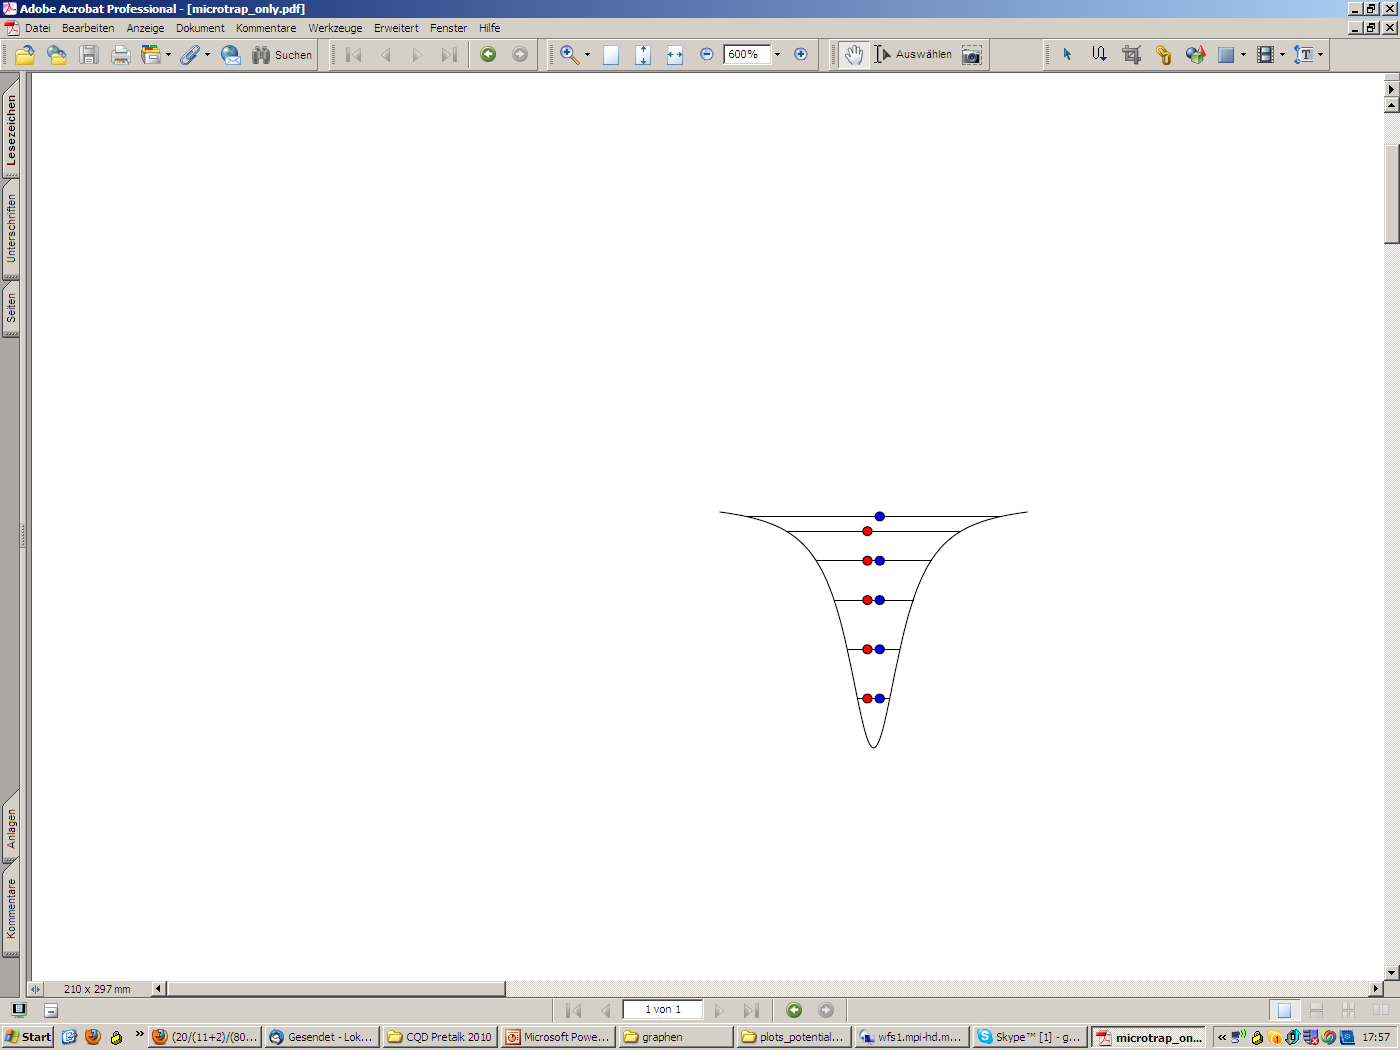 Adobe Acrobat Professional - [microtrap_only.pdf]
Datei Bearbeiten Anzeige Dokument Kommentare Werkzeuge Erweitert Fenster Hilfe
Suchen 600% Auswählen
Lesezeichen
Unterschriften
Seiten
Anlagen
Kommentare
210 x 297 mm
1 von 1
Start (20/(11+2)/(80... Gesendet - Lok... CQD Pretalk 2010 Microsoft Powe... graphen plots_potential... wfs1.mpi-hd.m... Skype™ [1] - g... microtrap_on... « 17:57